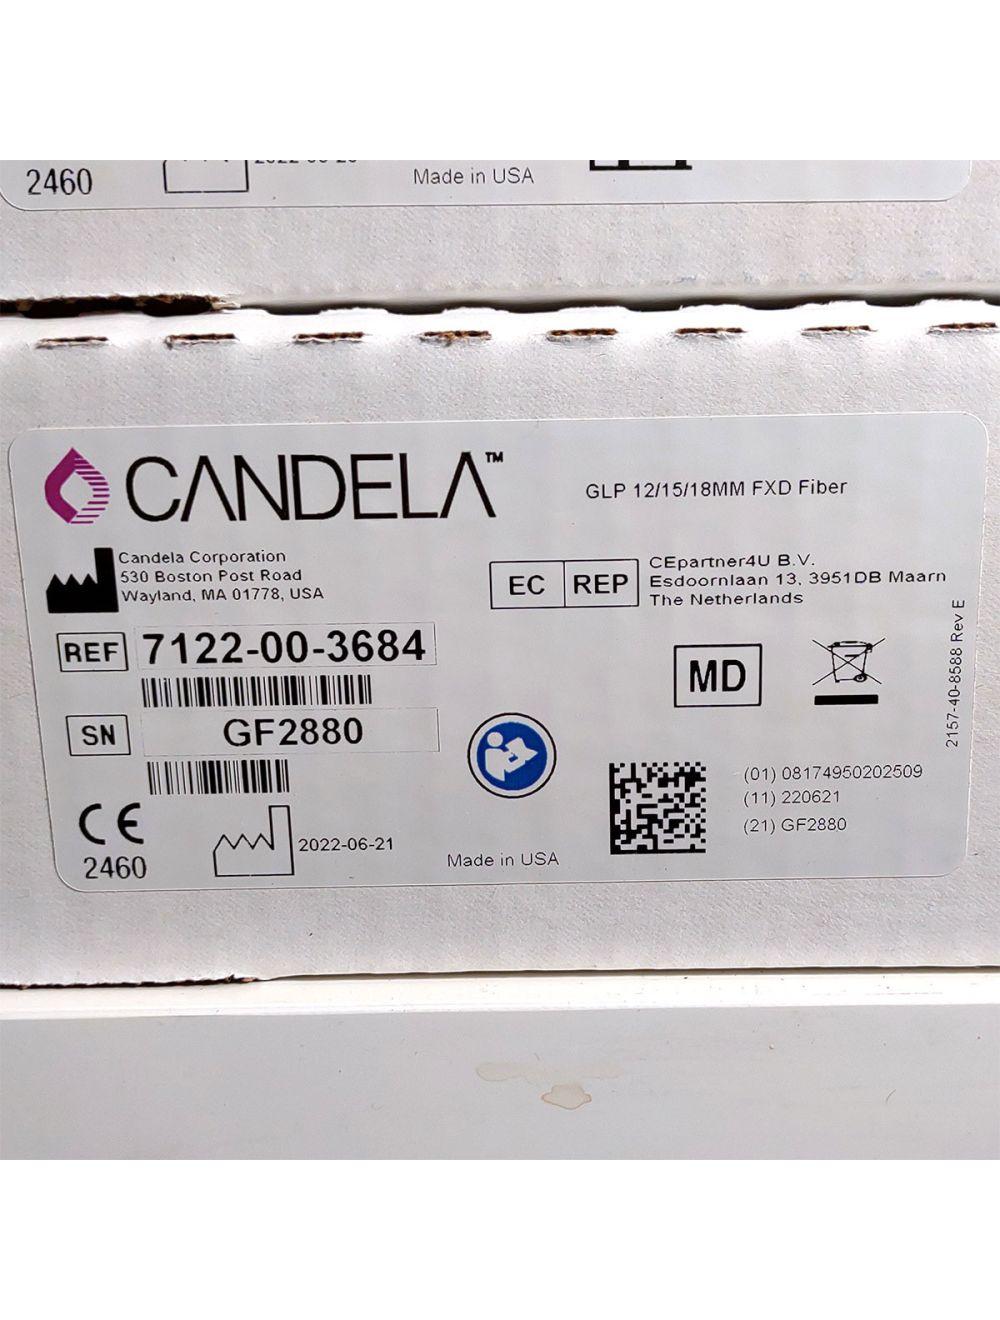 2460
Made in USA
CANDELA™
GLP 12/15/18MM FXD Fiber
Candela Corporation
530 Boston Post Road
Wayland, MA 01778, USA
EC REP
CEpartner4U B.V.
Esdoornlaan 13, 3951DB Maarn
The Netherlands
REF 7122-00-3684
MD
SN GF2880
2157-40-8588 Rev E
(01) 08174950202509
(11) 220621
(21) GF2880
CE
2460
2022-06-21
Made in USA